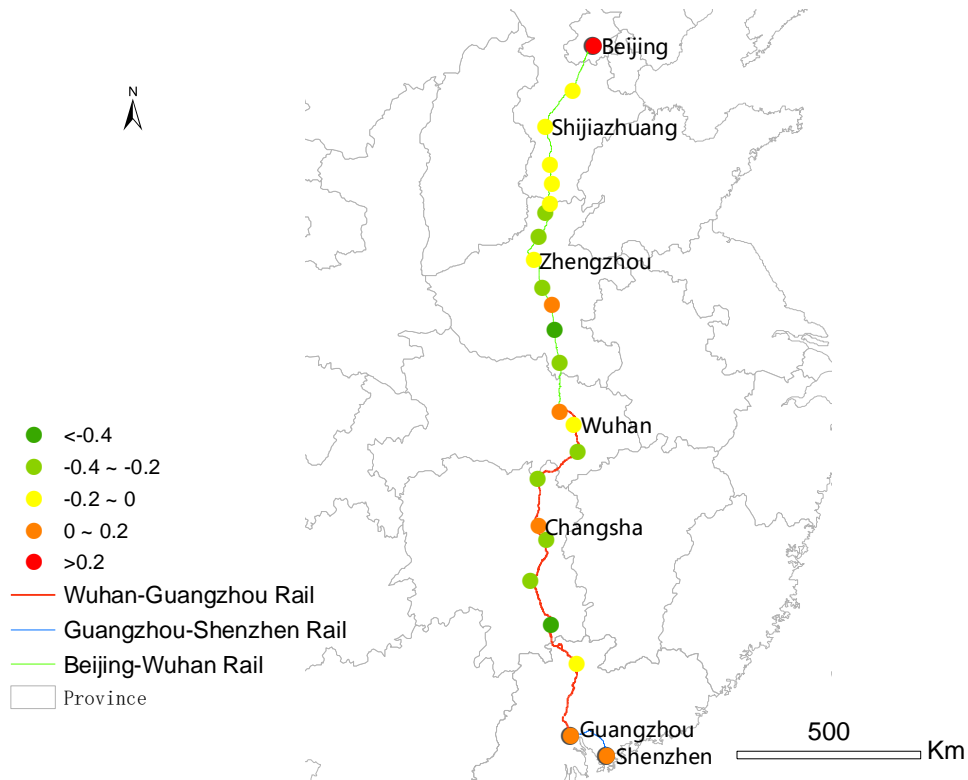 Beijing
N
Shijiazhuang
Zhengzhou
Wuhan
<-0.4
-0.4 ~ -0.2
-0.2 ~ 0
0 ~ 0.2
>0.2
Changsha
Wuhan-Guangzhou Rail
Guangzhou-Shenzhen Rail
Beijing-Wuhan Rail
Province
Guangzhou
Shenzhen
500
Km